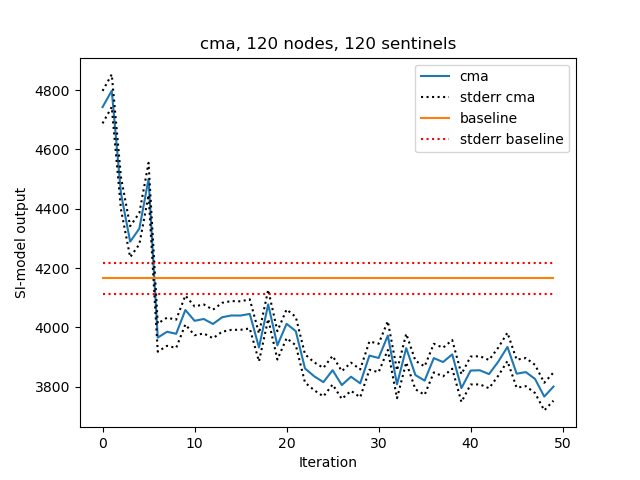 cma, 120 nodes, 120 sentinels
cma
stderr cma
baseline
stderr baseline
SI-model output
4800
4600
4400
4200
4000
3800
0 10 20 30 40 50
Iteration